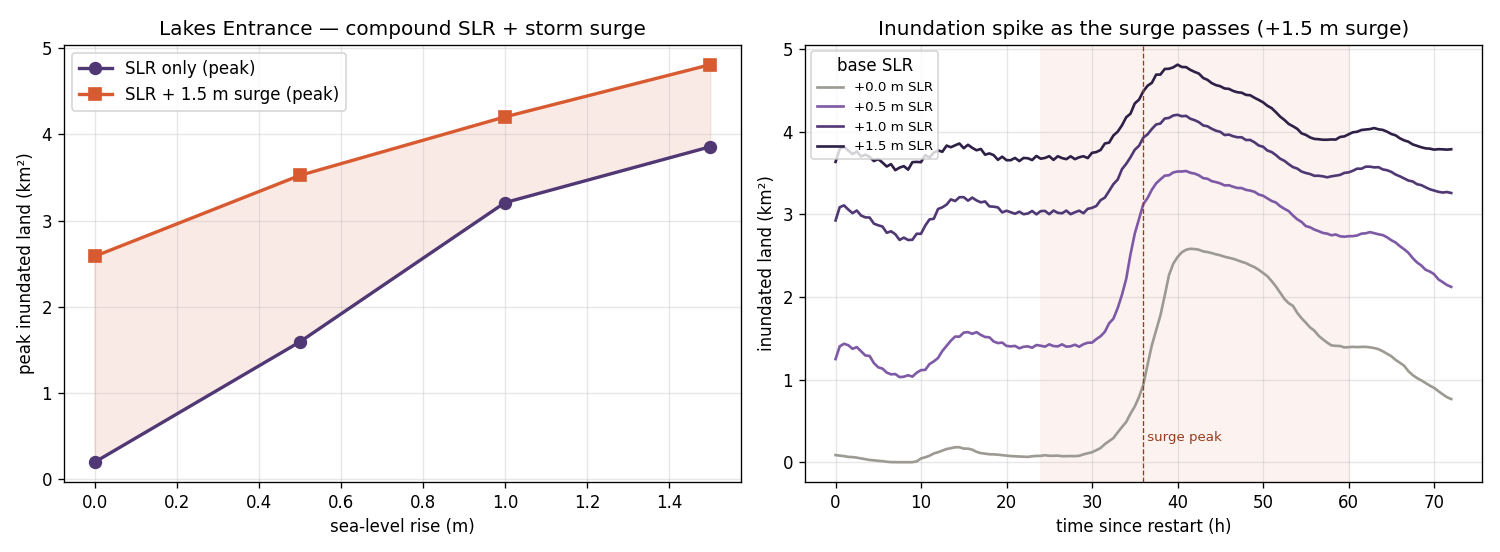 Lakes Entrance — compound SLR + storm surge
SLR only (peak)
SLR + 1.5 m surge (peak)
peak inundated land (km²)
5
4
3
2
1
0
0.0 0.2 0.4 0.6 0.8 1.0 1.2 1.4
sea-level rise (m)
Inundation spike as the surge passes (+1.5 m surge)
base SLR
+0.0 m SLR
+0.5 m SLR
+1.0 m SLR
+1.5 m SLR
inundated land (km²)
5
4
3
2
1
0
surge peak
0 10 20 30 40 50 60 70
time since restart (h)